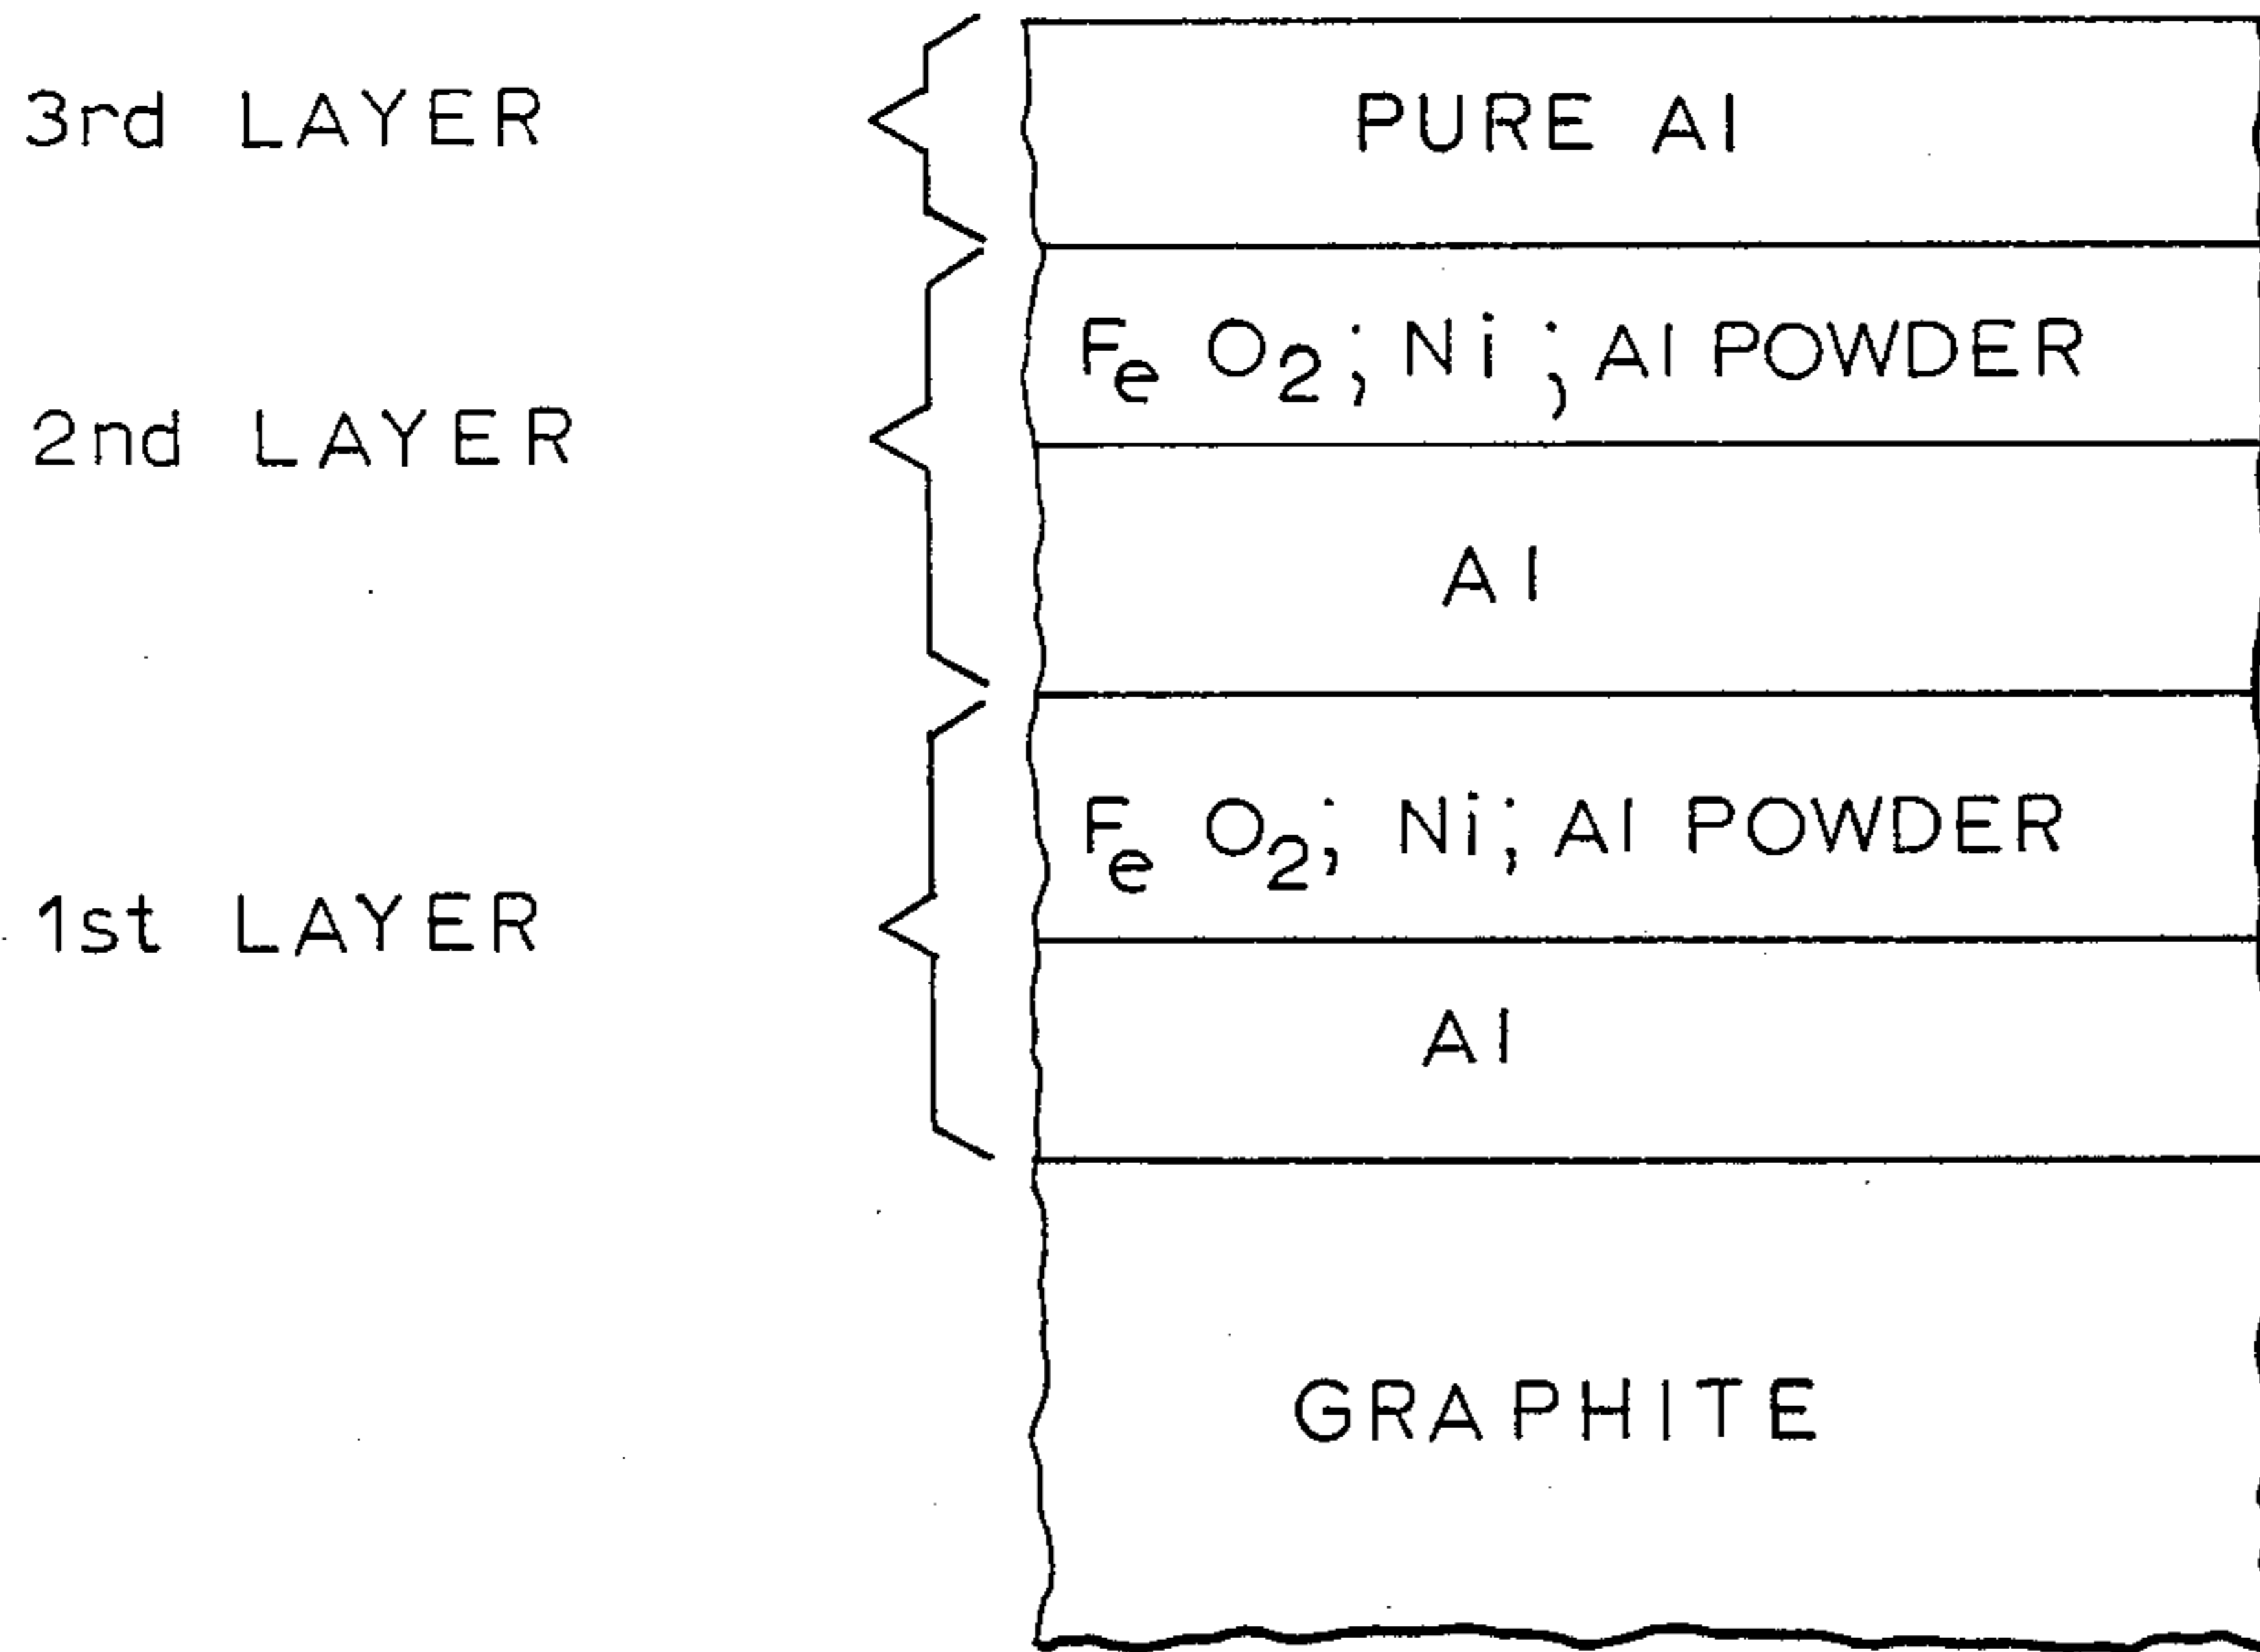 3rd LAYER PURE Al
Fe O2; Ni; Al POWDER
2nd LAYER
Al
Fe O2; Ni; Al POWDER
1st LAYER
Al
GRAPHITE